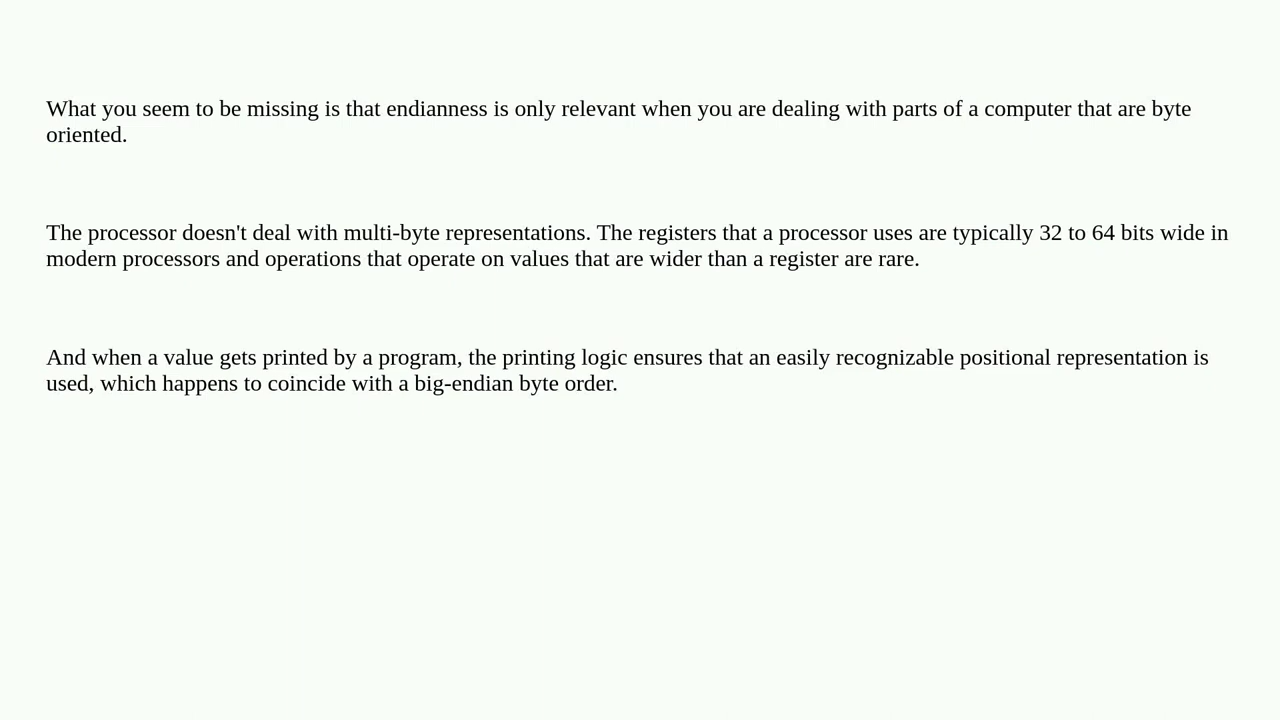 What you seem to be missing is that endianness is only relevant when you are dealing with parts of a computer that are byte
oriented.
The processor doesn't deal with multi-byte representations. The registers that a processor uses are typically 32 to 64 bits wide in
modern processors and operations that operate on values that are wider than a register are rare.
And when a value gets printed by a program, the printing logic ensures that an easily recognizable positional representation is
used, which happens to coincide with a big-endian byte order.